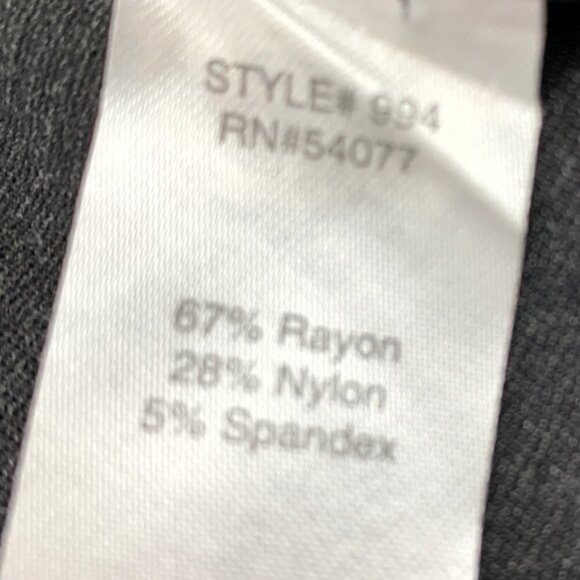 STYLE# 994
RN#54077
67% Rayon
28% Nylon
5% Spandex